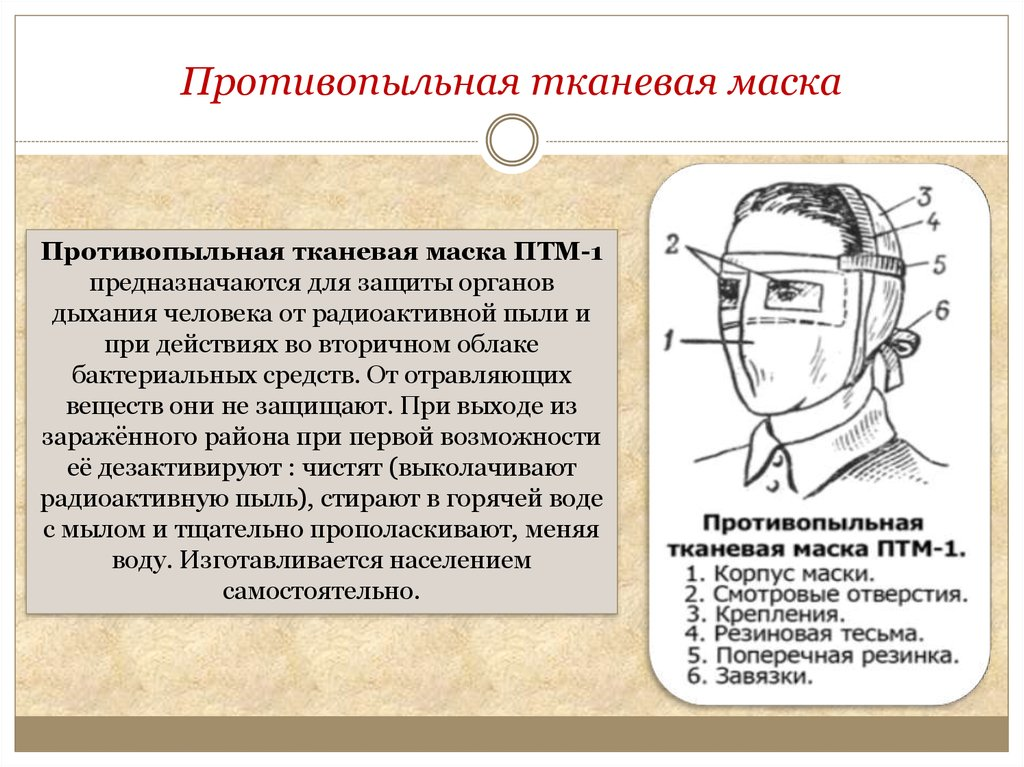 Противопыльная тканевая маска
Противопыльная тканевая маска ПТМ-1
предназначаются для защиты органов
дыхания человека от радиоактивной пыли и
при действиях во вторичном облаке
бактериальных средств. От отравляющих
веществ они не защищают. При выходе из
заражённого района при первой возможности
её дезактивируют : чистят (выколачивают
радиоактивную пыль), стирают в горячей воде
с мылом и тщательно прополаскивают, меняя
воду. Изготавливается населением
самостоятельно.
3
4
2
5
6
1
Противопыльная
тканевая маска ПТМ-1.
1. Корпус маски.
2. Смотровые отверстия.
3. Крепления.
4. Резиновая тесьма.
5. Поперечная резинка.
6. Завязки.